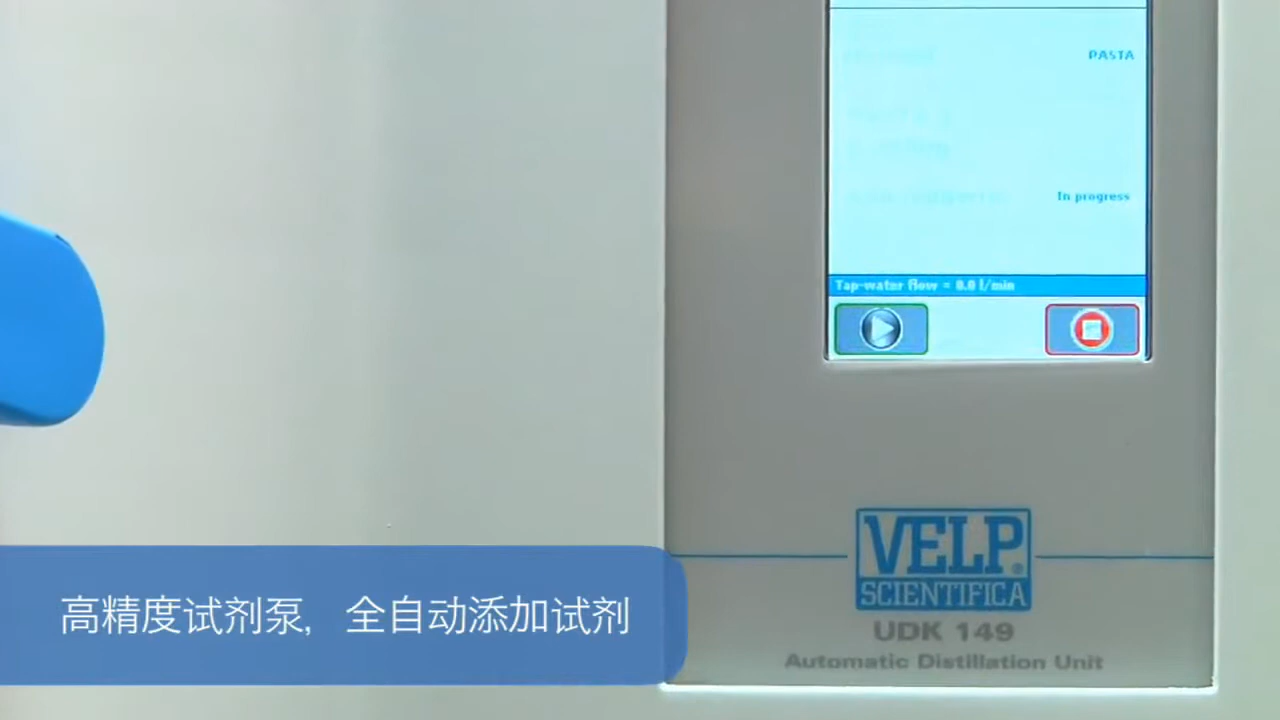 PASTA
In progress
Tap-water flow = 0.0 l/min
VELP
SCIENTIFICA
UDK 149
Automatic Distillation Unit
高精度试剂泵,全自动添加试剂